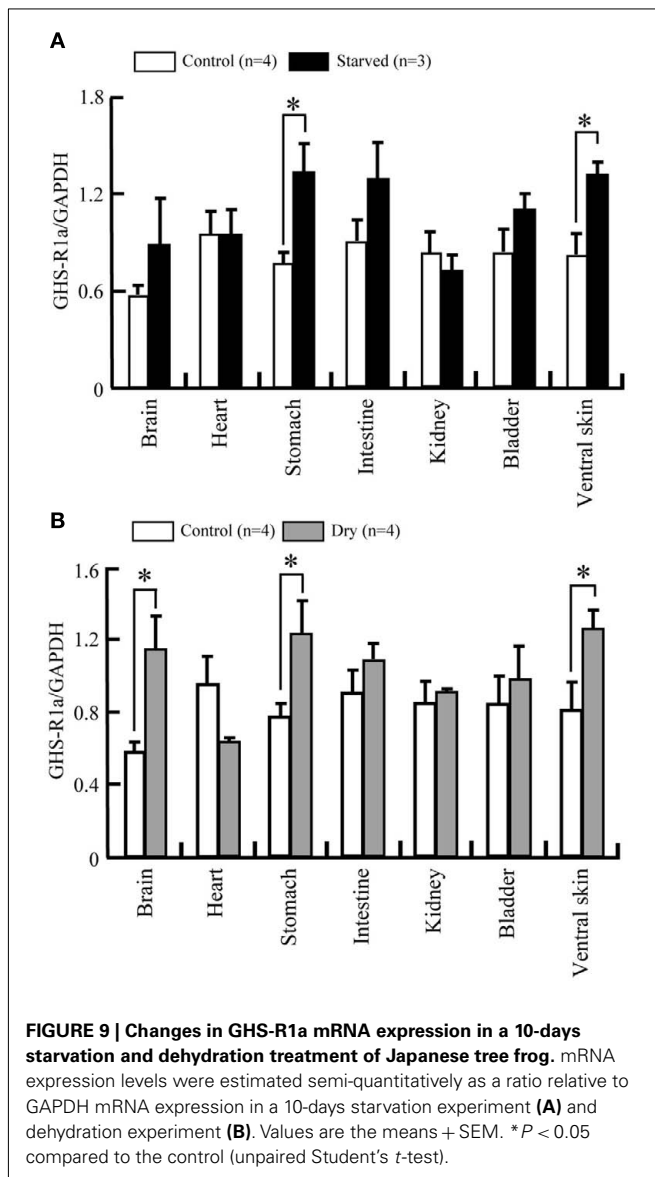 A
Control (n=4) Starved (n=3)
1.8
1.2
0.6
0
GHS-R1a/GAPDH
*
*
Brain
Heart
Stomach
Intestine
Kidney
Bladder
Ventral skin
B
Control (n=4) Dry (n=4)
1.6
1.2
0.8
0.4
0
GHS-R1a/GAPDH
*
*
*
Brain
Heart
Stomach
Intestine
Kidney
Bladder
Ventral skin
FIGURE 9 | Changes in GHS-R1a mRNA expression in a 10-days
starvation and dehydration treatment of Japanese tree frog. mRNA
expression levels were estimated semi-quantitatively as a ratio relative to
GAPDH mRNA expression in a 10-days starvation experiment (A) and
dehydration experiment (B). Values are the means + SEM. *P < 0.05
compared to the control (unpaired Student's t-test).